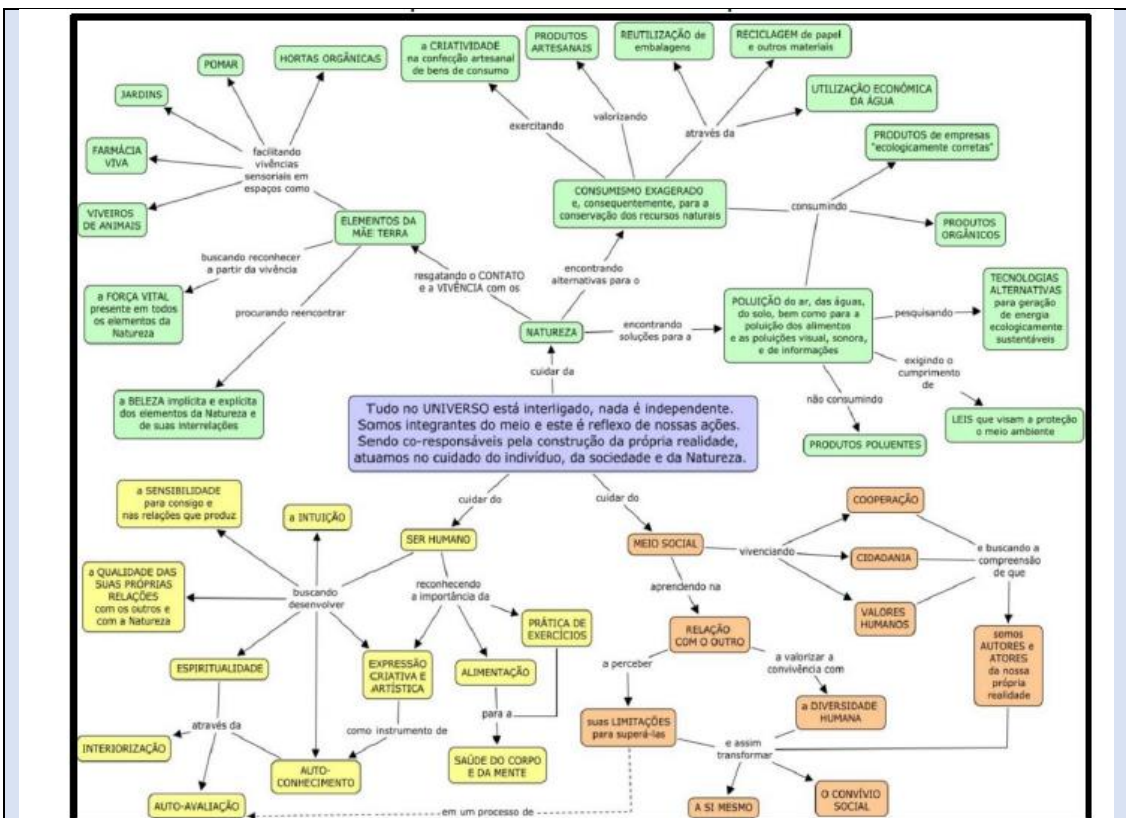 HORTAS ORGÂNICAS
POMAR
JARDINS
FARMÁCIA
VIVA
VIVEIROS
DE ANIMAIS
facilitando
vivências
sensoriais em
espaços como
ELEMENTOS DA
MÃE TERRA
buscando reconhecer
a partir da vivência
a FORÇA VITAL
presente em todos
os elementos da
Natureza
procurando reencontrar
a BELEZA implícita e explícita
dos elementos da Natureza e
de suas interrelações
resgatando o CONTATO
e a VIVÊNCIA com os
a CRIATIVIDADE
na confecção artesanal
de bens de consumo
PRODUTOS
ARTESANAIS
REUTILIZAÇÃO de
embalagens
RECICLAGEM de papel
e outros materiais
UTILIZAÇÃO ECONÔMICA
DA ÁGUA
exercitando
valorizando
através da
PRODUTOS de empresas
"ecologicamente corretas"
CONSUMISMO EXAGERADO
e, consequentemente, para a
conservação dos recursos naturais
consumindo
PRODUTOS
ORGÂNICOS
encontrando
alternativas para o
NATUREZA
encontrando
soluções para a
POLUIÇÃO do ar, das águas,
do solo, bem como para a
poluição dos alimentos
e as poluições visual, sonora,
e de informações
pesquisando
TECNOLOGIAS
ALTERNATIVAS
para geração
de energia
ecologicamente
sustentáveis
exigindo o
cumprimento
de
LEIS que visam a proteção
o meio ambiente
não consumindo
PRODUTOS POLUENTES
cuidar da
Tudo no UNIVERSO está interligado, nada é independente.
Somos integrantes do meio e este é reflexo de nossas ações.
Sendo co-responsáveis pela construção da própria realidade,
atuamos no cuidado do indivíduo, da sociedade e da Natureza.
cuidar do
SER HUMANO
a SENSIBILIDADE
para consigo e
nas relações que produz
a INTUIÇÃO
a QUALIDADE DAS
SUAS PRÓPRIAS
RELAÇÕES
com os outros e
com a Natureza
buscando
desenvolver
reconhecendo
a importância da
PRÁTICA DE
EXERCÍCIOS
ESPIRITUALIDADE
EXPRESSÃO
CRIATIVA E
ARTÍSTICA
ALIMENTAÇÃO
para a
SAÚDE DO CORPO
E DA MENTE
através da
como instrumento de
INTERIORIZAÇÃO
AUTO-
CONHECIMENTO
AUTO-AVALIAÇÃO
em um processo de
cuidar do
MEIO SOCIAL
vivenciando
COOPERAÇÃO
CIDADANIA
VALORES
HUMANOS
e buscando a
compreensão
de que
somos
AUTORES e
ATORES
da nossa
própria
realidade
aprendendo na
RELAÇÃO
COM O OUTRO
a perceber
a valorizar a
convivência com
suas LIMITAÇÕES
para superá-las
a DIVERSIDADE
HUMANA
e assim
transformar
A SI MESMO
O CONVÍVIO
SOCIAL